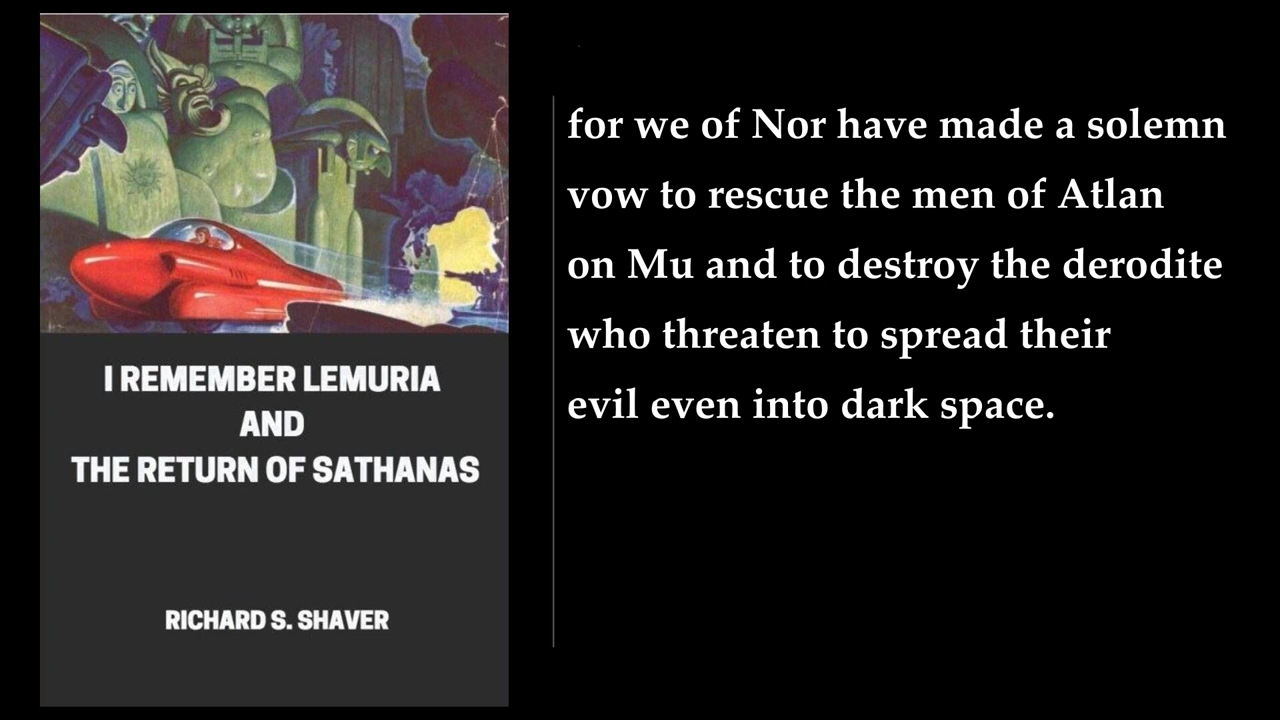 I REMEMBER LEMURIA
AND
THE RETURN OF SATHANAS
RICHARD S. SHAVER
for we of Nor have made a solemn
vow to rescue the men of Atlan
on Mu and to destroy the derodite
who threaten to spread their
evil even into dark space.